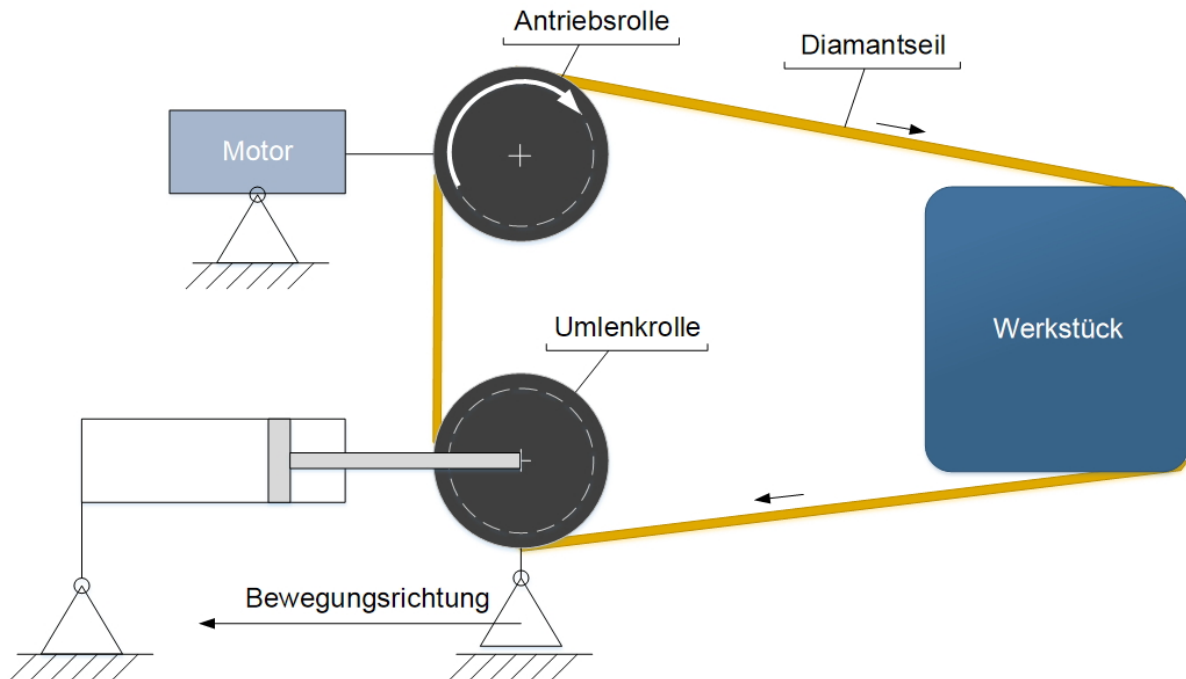 Antriebsrolle
Diamantseil
Motor
Umlenkrolle
Werkstück
Bewegungsrichtung